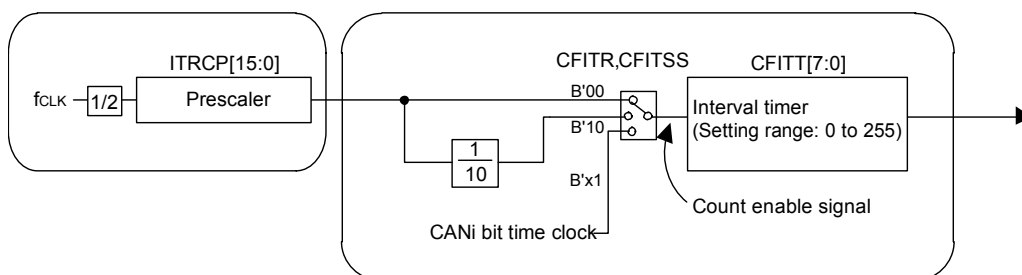 ITRCP[15:0]
CFITR,CFITSS
CFITT[7:0]
fCLK
1/2
Prescaler
B'00
B'10
Interval timer
(Setting range: 0 to 255)
1
10
B'x1
Count enable signal
CANi bit time clock